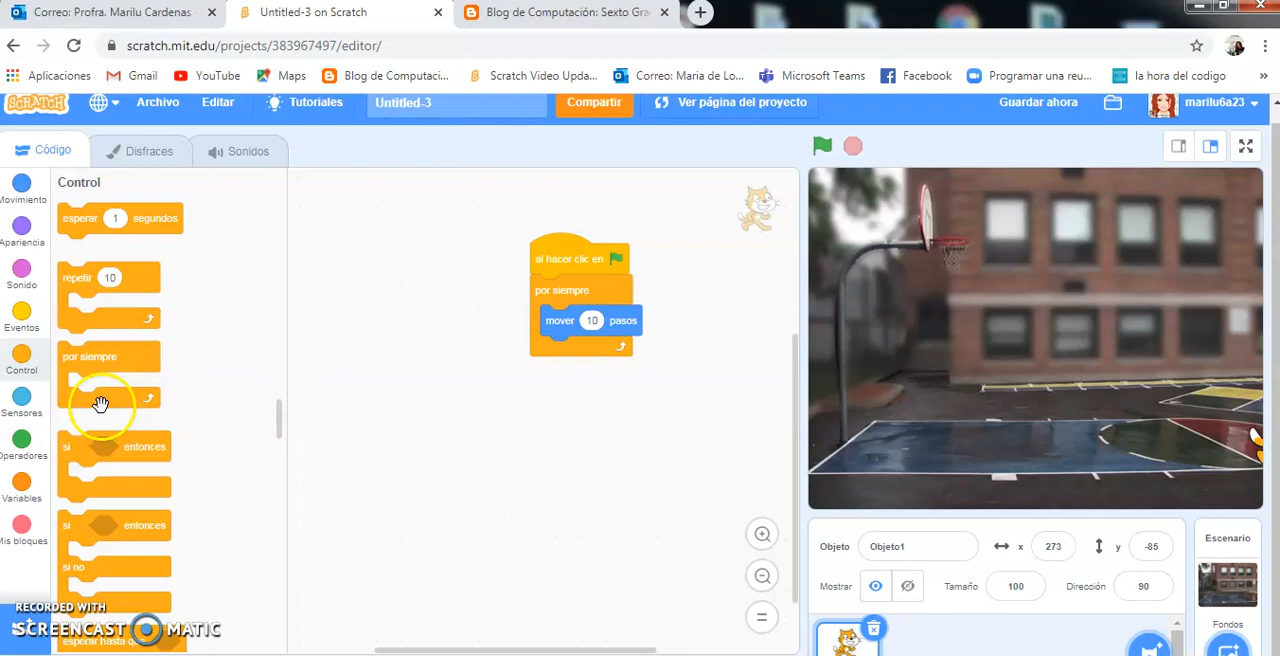 Correo: Profra. Marilu Cardenas
Untitled-3 on Scratch
Blog de Computación: Sexto Gra
scratch.mit.edu/projects/383967497/editor/
Aplicaciones
Gmail
YouTube
Maps
Blog de Computaci...
Scratch Video Upda...
Correo: Maria de Lo...
Microsoft Teams
Facebook
Programar una reu...
la hora del codigo
SCRATCH
Archivo
Editar
Tutoriales
Untitled-3
Compartir
Ver página del proyecto
Guardar ahora
marilu6a23
Código
Disfraces
Sonidos
Movimiento
Apariencia
Sonido
Eventos
Control
Sensores
Operadores
Variables
Mis bloques
Control
esperar 1 segundos
repetir 10
por siempre
si entonces
si entonces
si no
esperar hasta que
al hacer clic en
por siempre
mover 10 pasos
Objeto
Objeto1
x 273
y -85
Mostrar
Tamaño 100
Dirección 90
Escenario
Fondos
RECORDED WITH
SCREENCAST MATIC